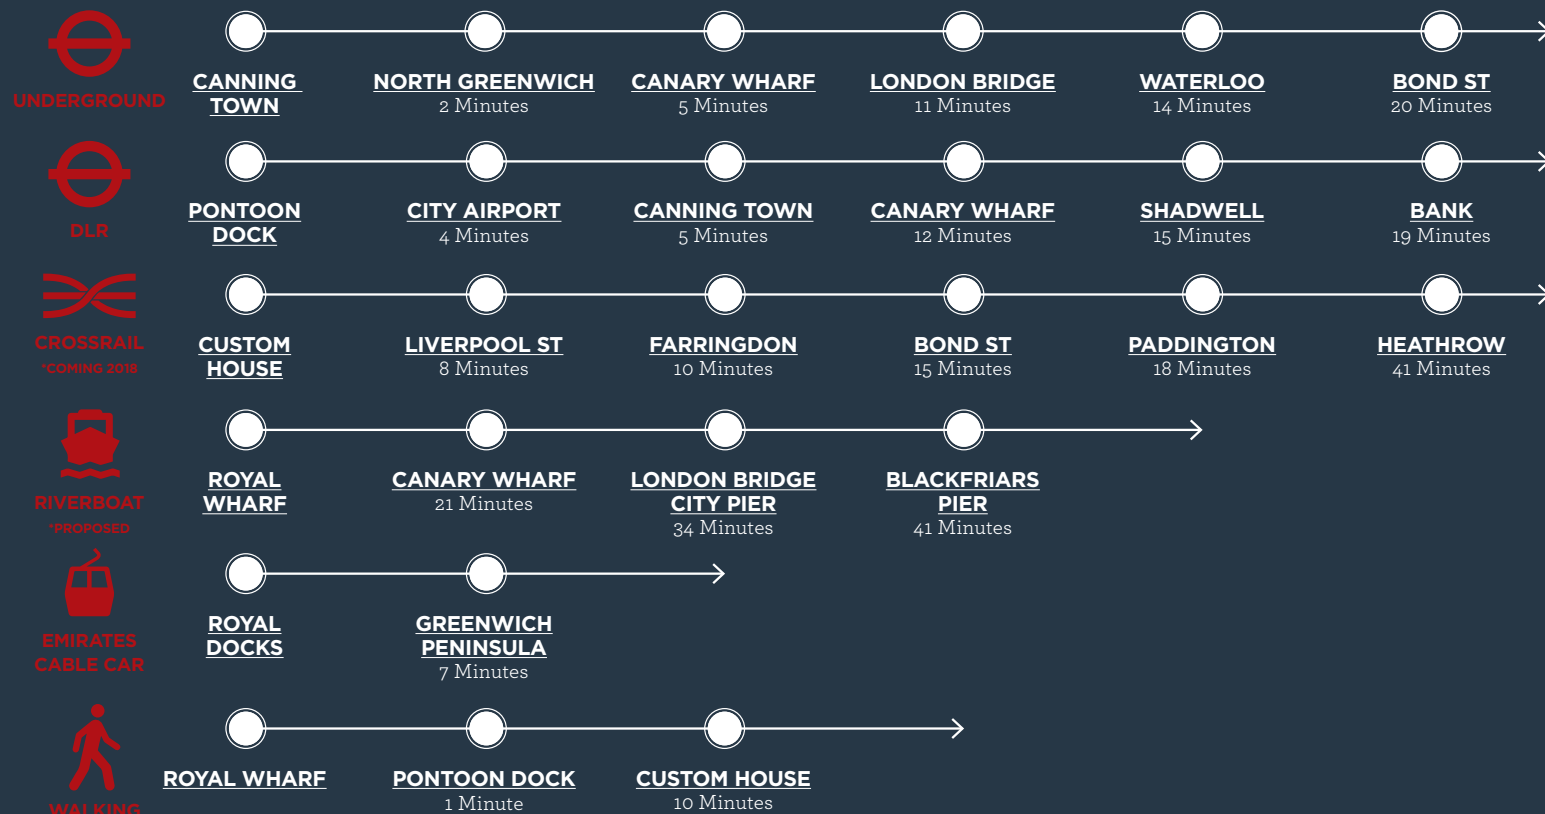 UNDERGROUND
CANNING
TOWN
NORTH GREENWICH
2 Minutes
CANARY WHARF
5 Minutes
LONDON BRIDGE
11 Minutes
WATERLOO
14 Minutes
BOND ST
20 Minutes
DLR
PONTOON
DOCK
CITY AIRPORT
4 Minutes
CANNING TOWN
5 Minutes
CANARY WHARF
12 Minutes
SHADWELL
15 Minutes
BANK
19 Minutes
CROSSRAIL
*COMING 2018
CUSTOM
HOUSE
LIVERPOOL ST
8 Minutes
FARRINGDON
10 Minutes
BOND ST
15 Minutes
PADDINGTON
18 Minutes
HEATHROW
41 Minutes
RIVERBOAT
*PROPOSED
ROYAL
WHARF
CANARY WHARF
21 Minutes
LONDON BRIDGE
CITY PIER
34 Minutes
BLACKFRIARS
PIER
41 Minutes
EMIRATES
CABLE CAR
ROYAL
DOCKS
GREENWICH
PENINSULA
7 Minutes
WALKING
ROYAL WHARF
PONTOON DOCK
1 Minute
CUSTOM HOUSE
10 Minutes